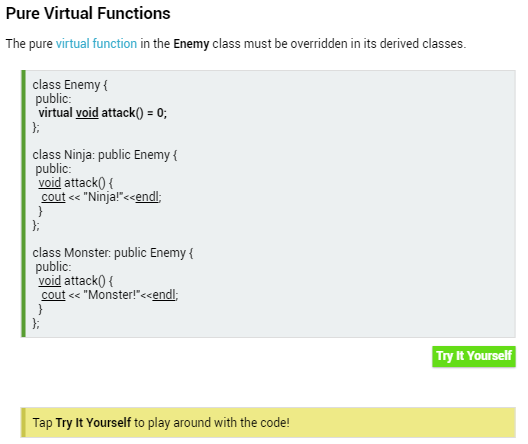 Pure Virtual Functions
The pure virtual function in the Enemy class must be overridden in its derived classes.
class Enemy {
public:
virtual void attack() = 0;
};
class Ninja: public Enemy {
public:
void attack() {
cout << "Ninja!"<<endl;
}
};
class Monster: public Enemy {
public:
void attack() {
cout << "Monster!"<<endl;
}
};
Try It Yourself
Tap Try It Yourself to play around with the code!